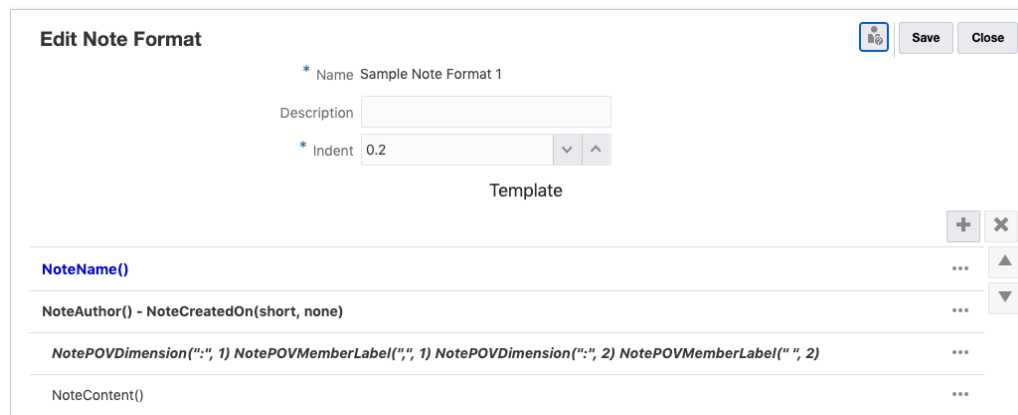 Edit Note Format
Save
Close
* Name Sample Note Format 1
Description
* Indent 0.2
Template
NoteName()
NoteAuthor() - NoteCreatedOn(short, none)
NotePOVDimension(":", 1) NotePOVMemberLabel(",", 1) NotePOVDimension(":", 2) NotePOVMemberLabel(" ", 2)
NoteContent()